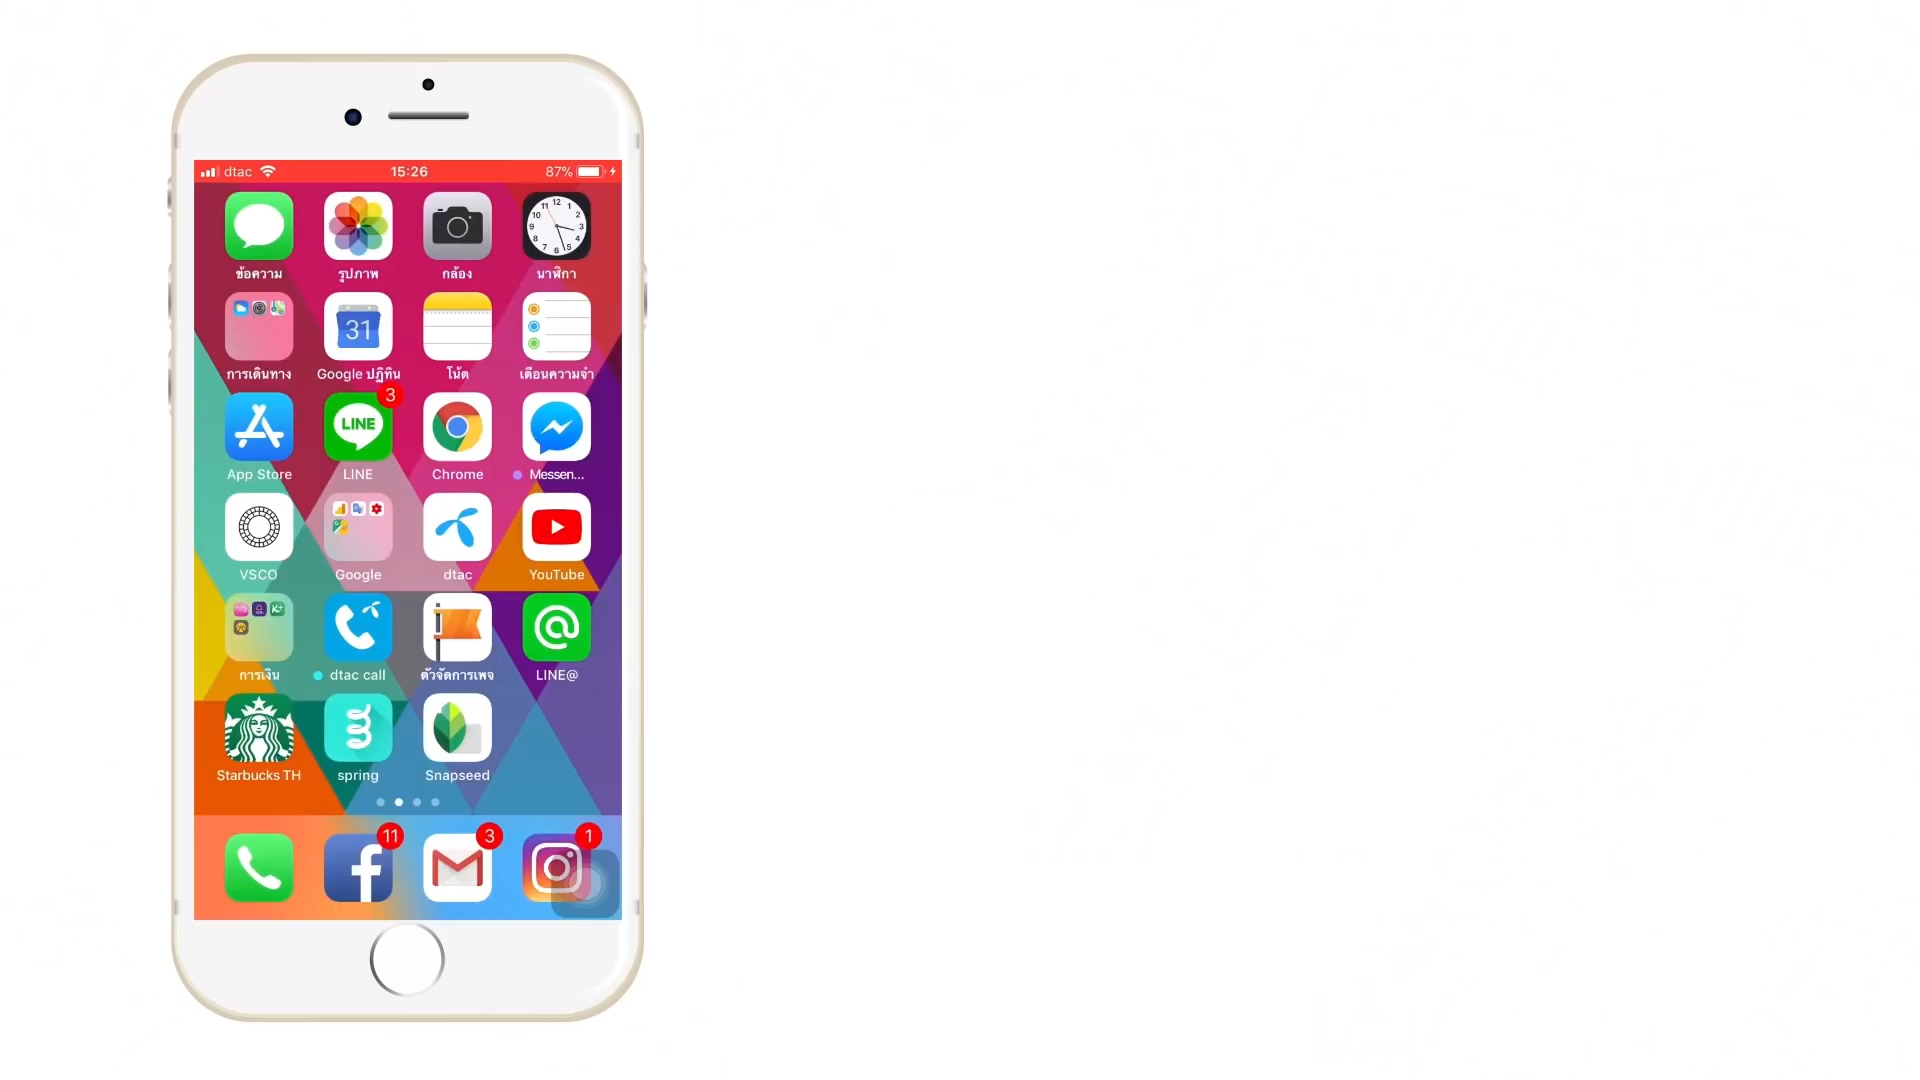 dtac 15:26 87%
ข้อความ รูปภาพ กล้อง นาฬิกา
31
การเดินทาง Google ปฏิทิน โน้ต เตือนความจำ
3
LINE
App Store LINE Chrome Messen...
VSCO Google dtac YouTube
K+
@
การเงิน dtac call ตัวจัดการเพจ LINE@
Starbucks TH spring Snapseed
11 3 1